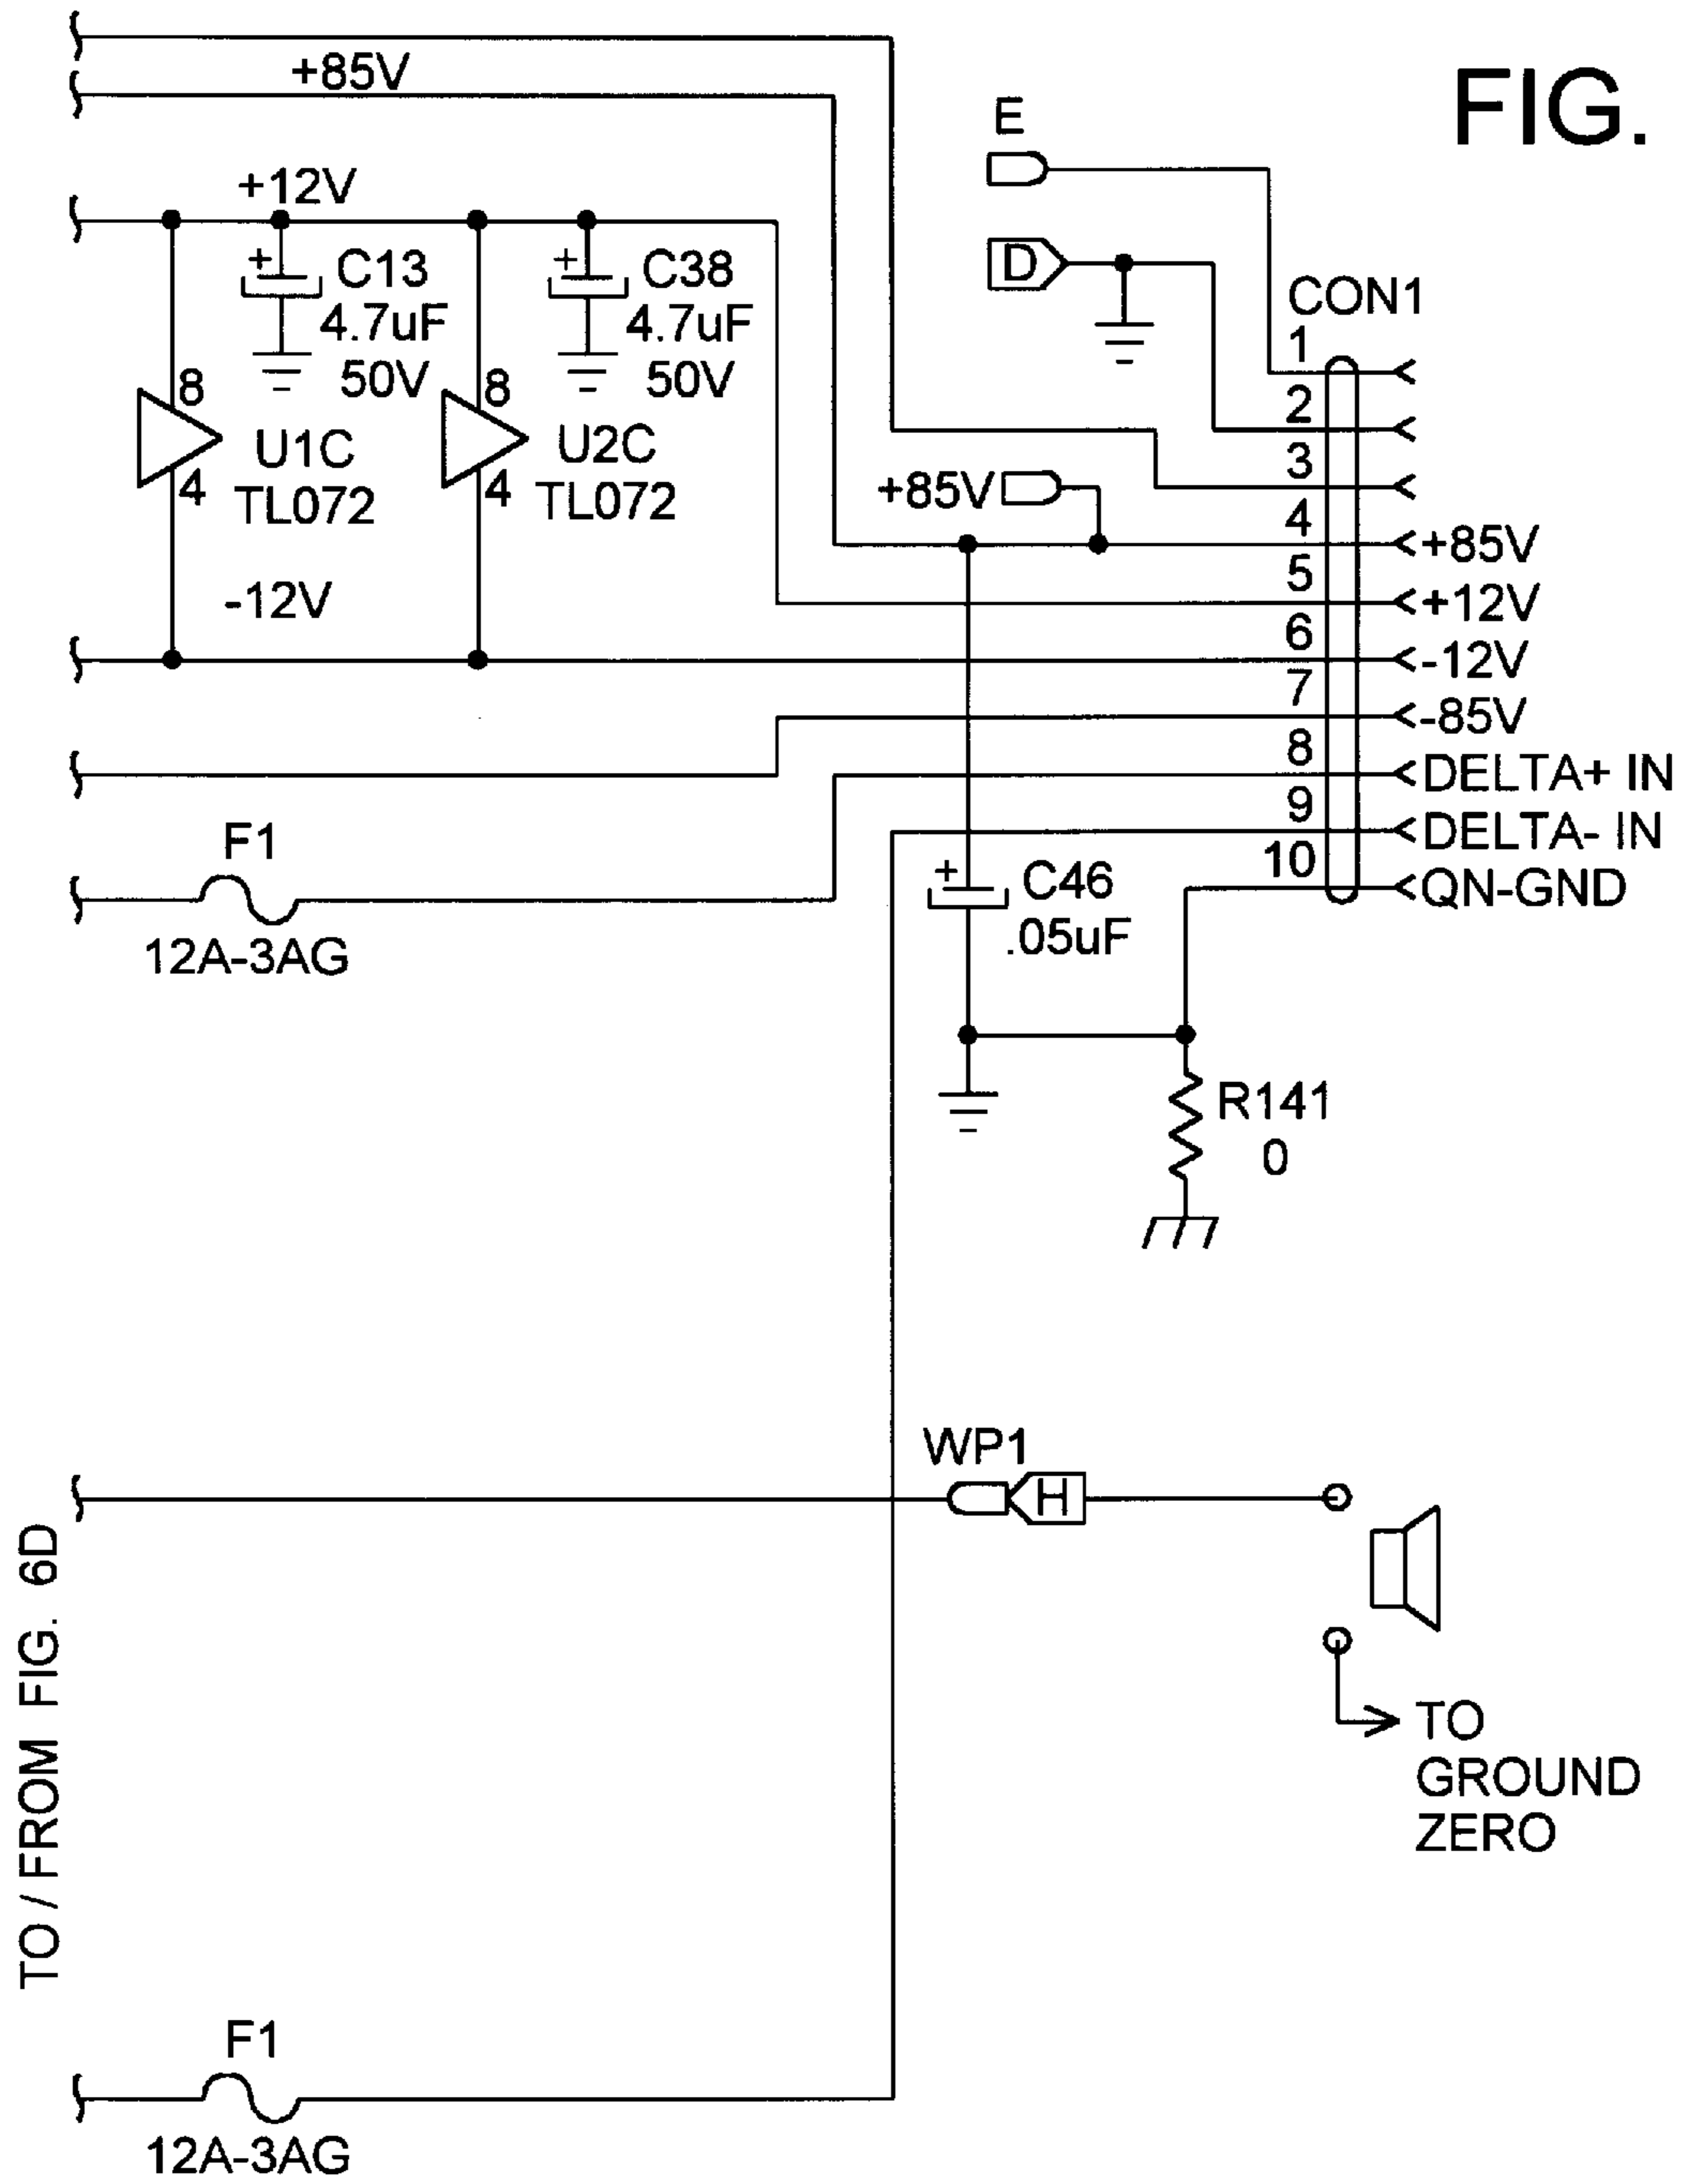 FIG.
+85V
E
+12V
D
C13
4.7uF
50V
C38
4.7uF
50V
CON1
1
2
3
4
5
6
7
8
9
10
8
U1C
4
TL072
8
U2C
4
TL072
+85V
+85V
+12V
-12V
-85V
DELTA+ IN
DELTA- IN
QN-GND
-12V
F1
12A-3AG
C46
.05uF
R141
0
WP1
H
TO / FROM FIG. 6D
TO
GROUND
ZERO
F1
12A-3AG